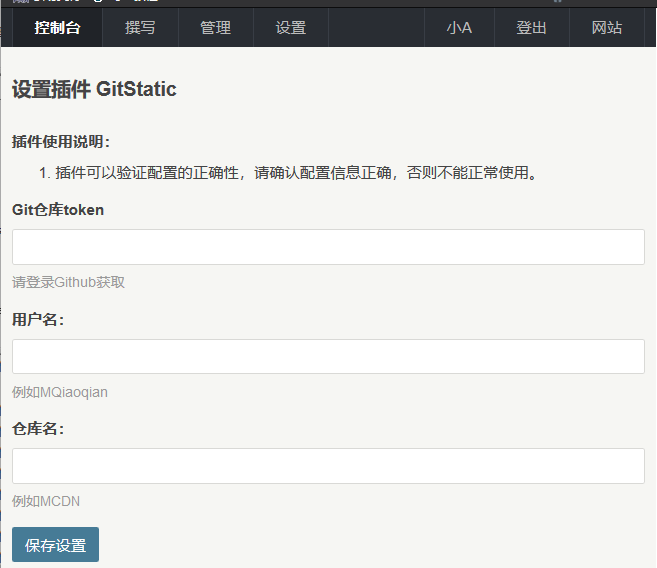 控制台 撰写 管理 设置 小A 登出 网站
设置插件 GitStatic
插件使用说明：
1. 插件可以验证配置的正确性，请确认配置信息正确，否则不能正常使用。
Git仓库token
请登录Github获取
用户名：
例如MQiaoqian
仓库名：
例如MCDN
保存设置